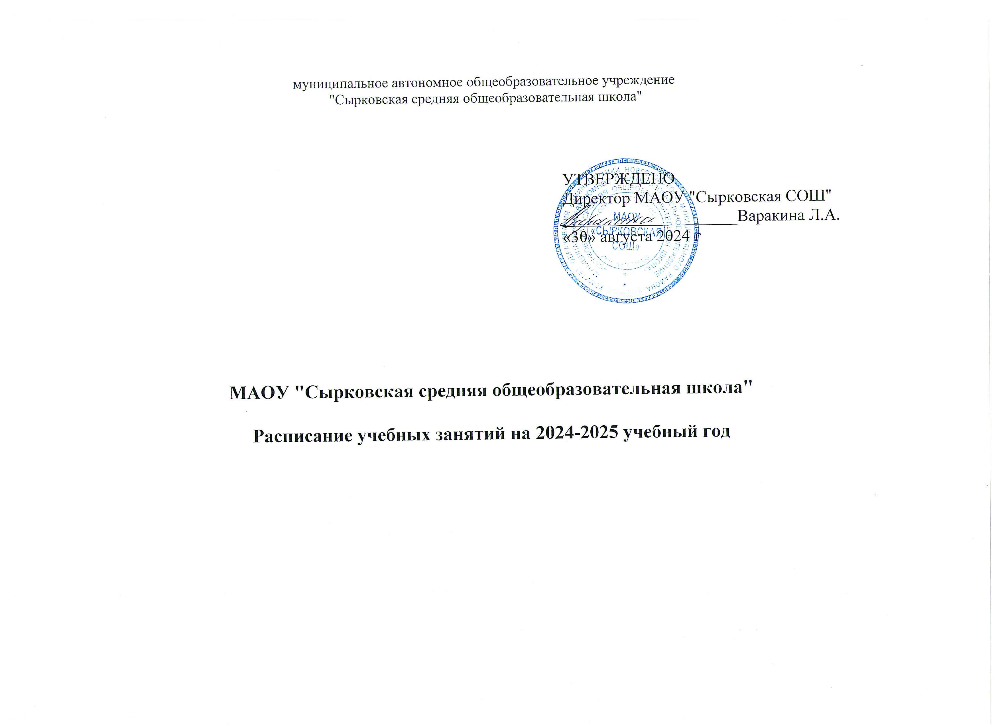 муниципальное автономное общеобразовательное учреждение
"Сырковская средняя общеобразовательная школа"
УТВЕРЖДЕНО
Директор МАОУ "Сырковская СОШ"
Варакина Л.А.
«30» августа 2024 г
МАОУ
«СЫРКОВСКАЯ
СОШ»
МАОУ "Сырковская средняя общеобразовательная школа"
Расписание учебных занятий на 2024-2025 учебный год